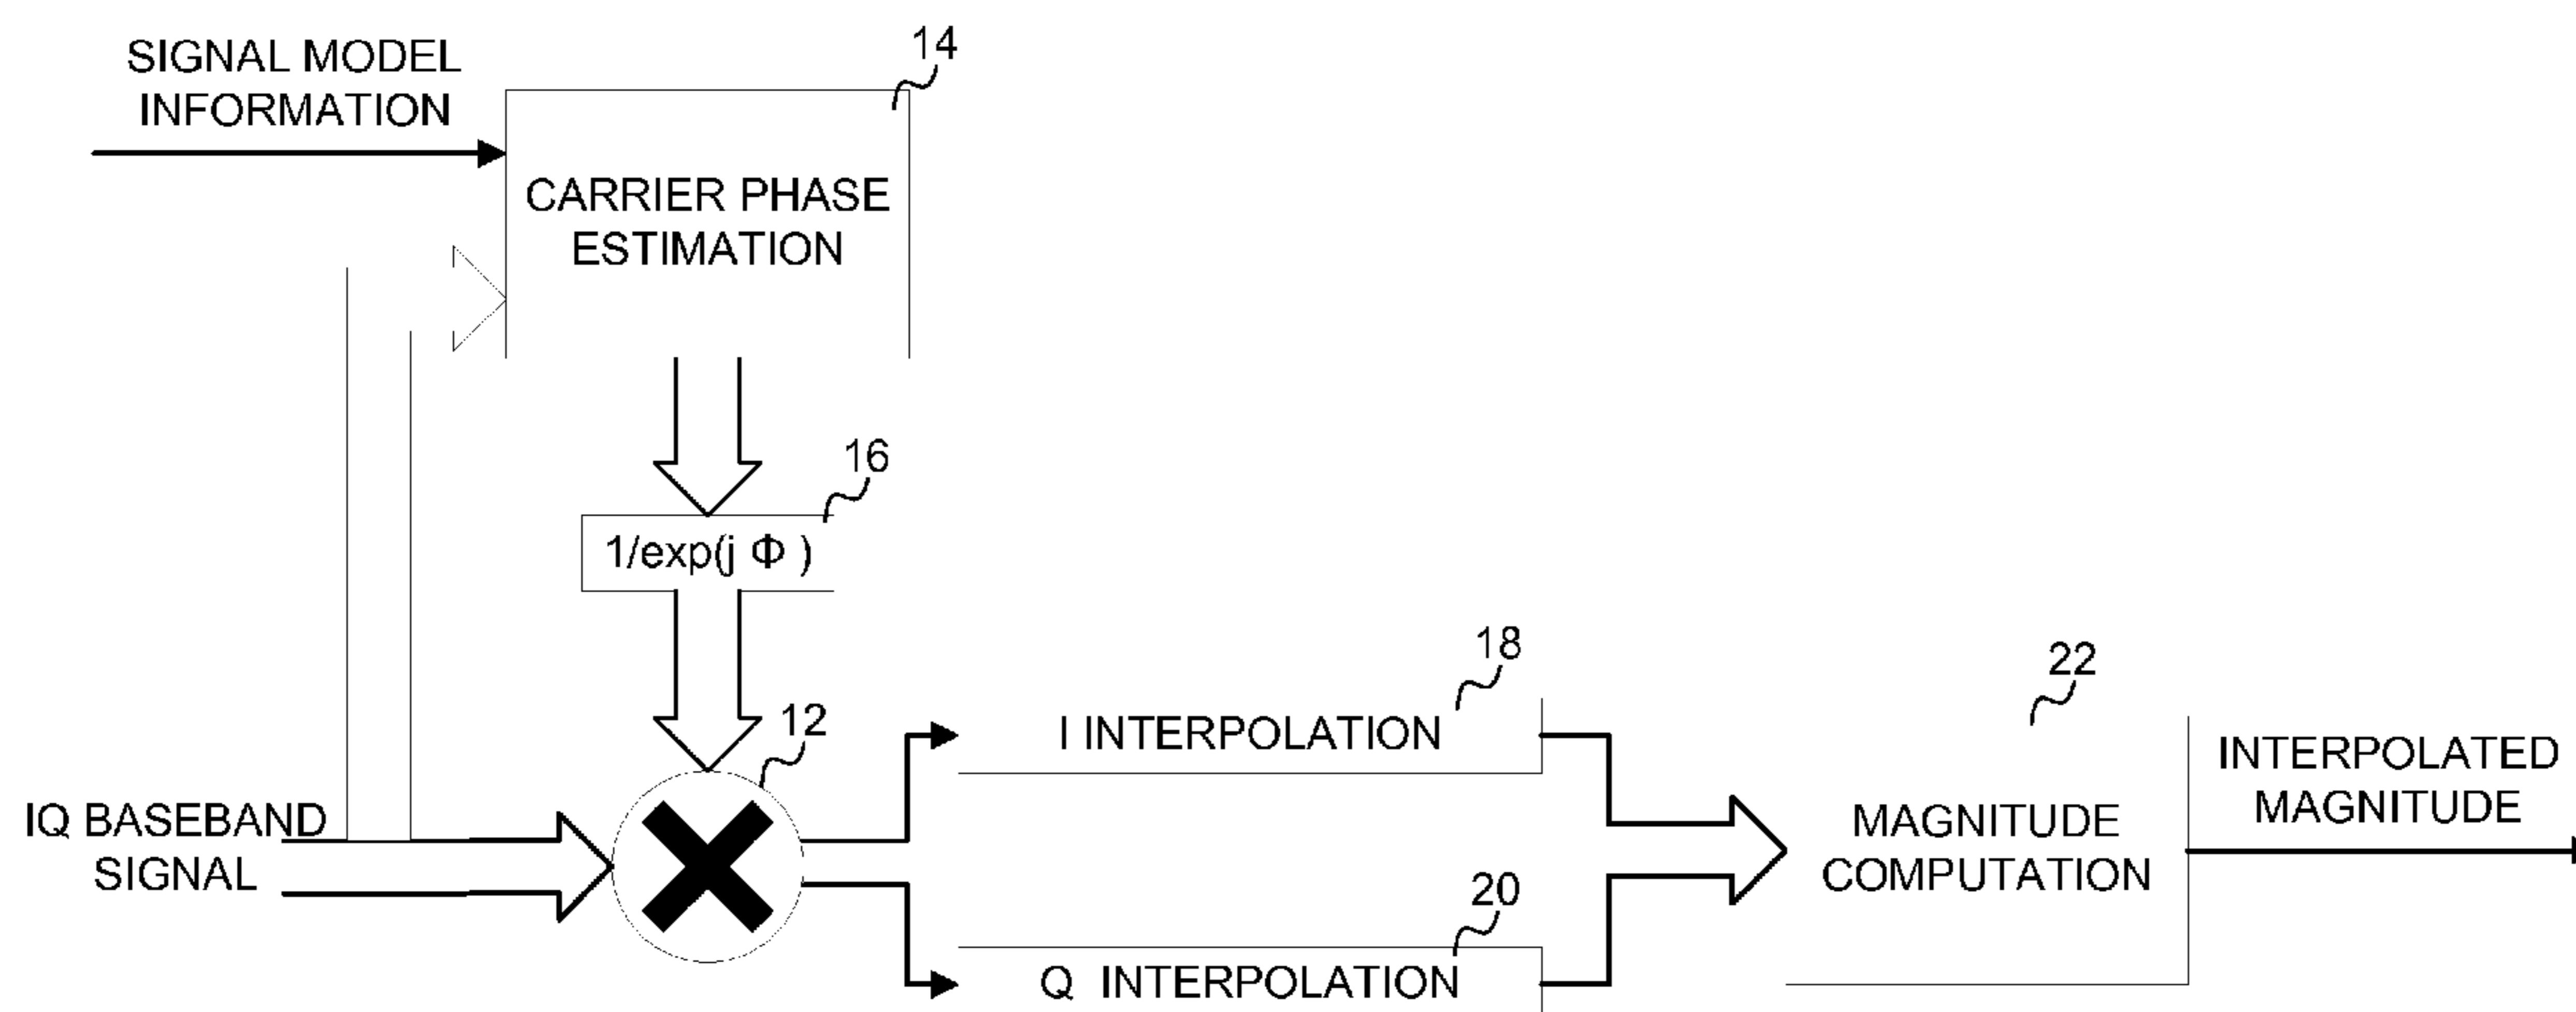 SIGNAL MODEL
INFORMATION
14
CARRIER PHASE
ESTIMATION
16
1/exp(j Φ )
12
IQ BASEBAND
SIGNAL
18
I INTERPOLATION
20
Q INTERPOLATION
22
MAGNITUDE
COMPUTATION
INTERPOLATED
MAGNITUDE